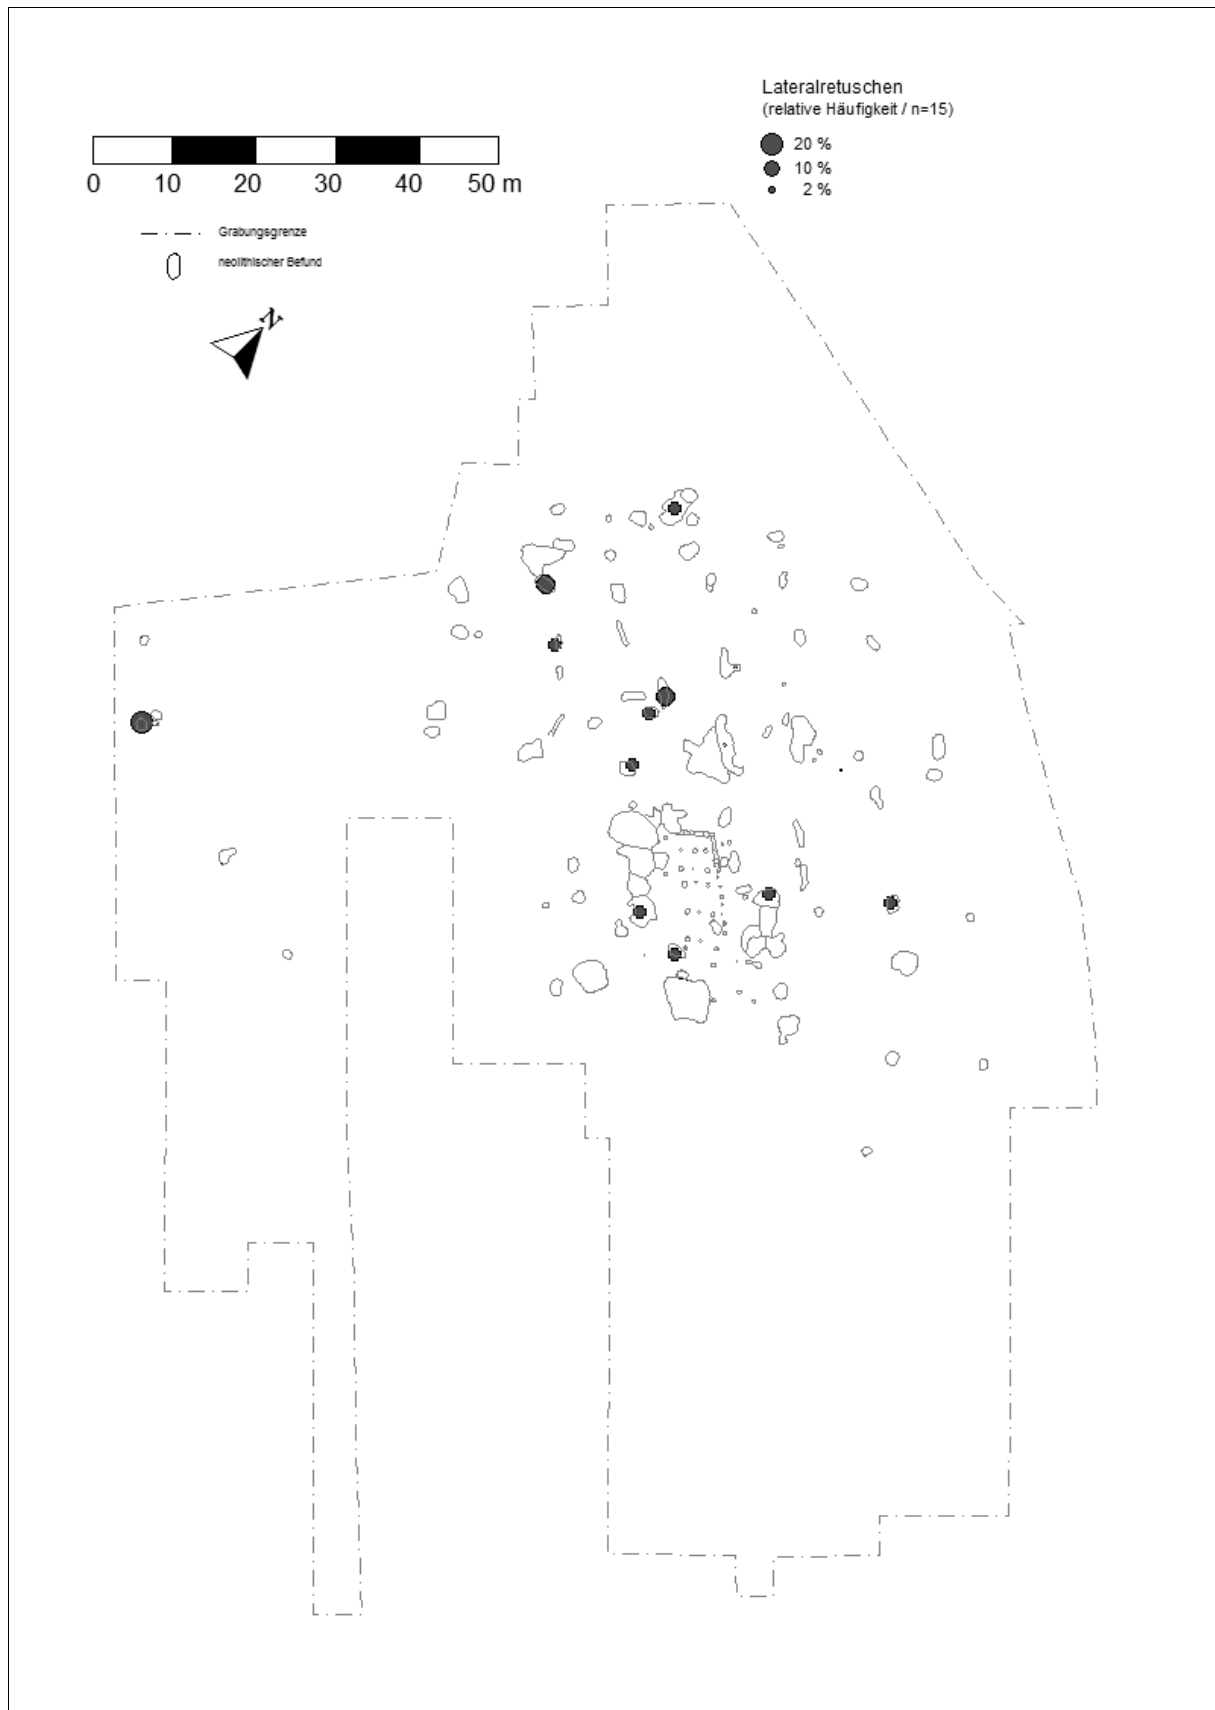 Lateralretuschen
(relative Häufigkeit / n=15)
20 %
10 %
2 %
0 10 20 30 40 50 m
Grabungsgrenze
neolithischer Befund
N